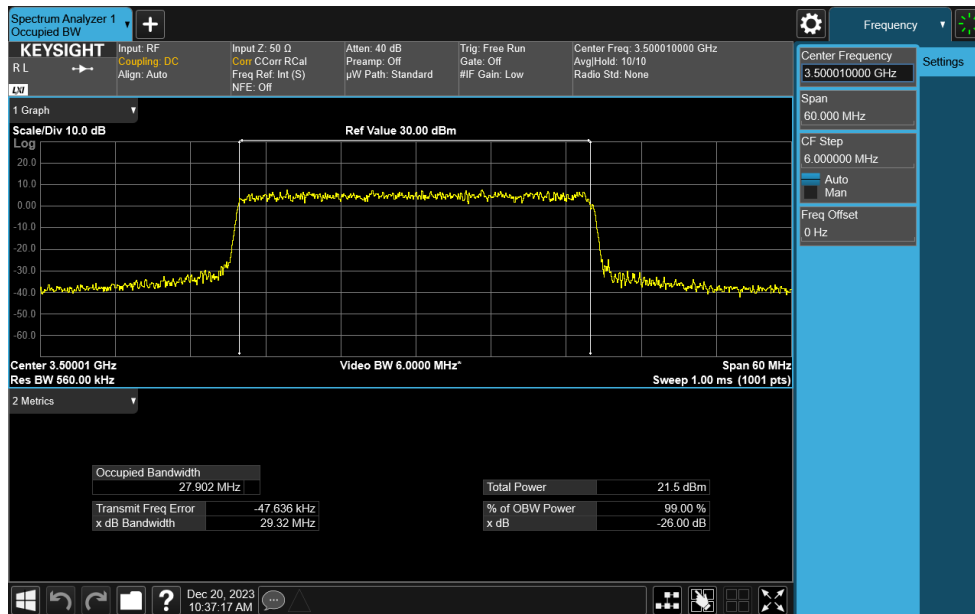 Spectrum Analyzer 1
Occupied BW
Frequency
KEYSIGHT
R L
LXI
Input: RF
Coupling: DC
Align: Auto
Input Z: 50 Ω
Corr CCorr RCal
Freq Ref: Int (S)
NFE: Off
Atten: 40 dB
Preamp: Off
µW Path: Standard
Trig: Free Run
Gate: Off
#IF Gain: Low
Center Freq: 3.500010000 GHz
Avg|Hold: 10/10
Radio Std: None
Center Frequency
3.500010000 GHz
Settings
Span
60.000 MHz
CF Step
6.000000 MHz
Auto
Man
Freq Offset
0 Hz
1 Graph
Scale/Div 10.0 dB
Ref Value 30.00 dBm
Log
20.0
10.0
0.00
-10.0
-20.0
-30.0
-40.0
-50.0
-60.0
Center 3.50001 GHz
Video BW 6.0000 MHz*
Span 60 MHz
Res BW 560.00 kHz
Sweep 1.00 ms (1001 pts)
2 Metrics
Occupied Bandwidth
27.902 MHz
Total Power 21.5 dBm
Transmit Freq Error -47.636 kHz
% of OBW Power 99.00 %
x dB Bandwidth 29.32 MHz
x dB -26.00 dB
?
Dec 20, 2023
10:37:17 AM